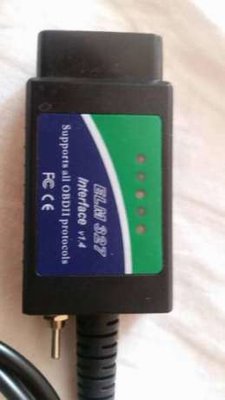 ELM 327
Interface v1.4
Supports all OBDII protocols
FC CE